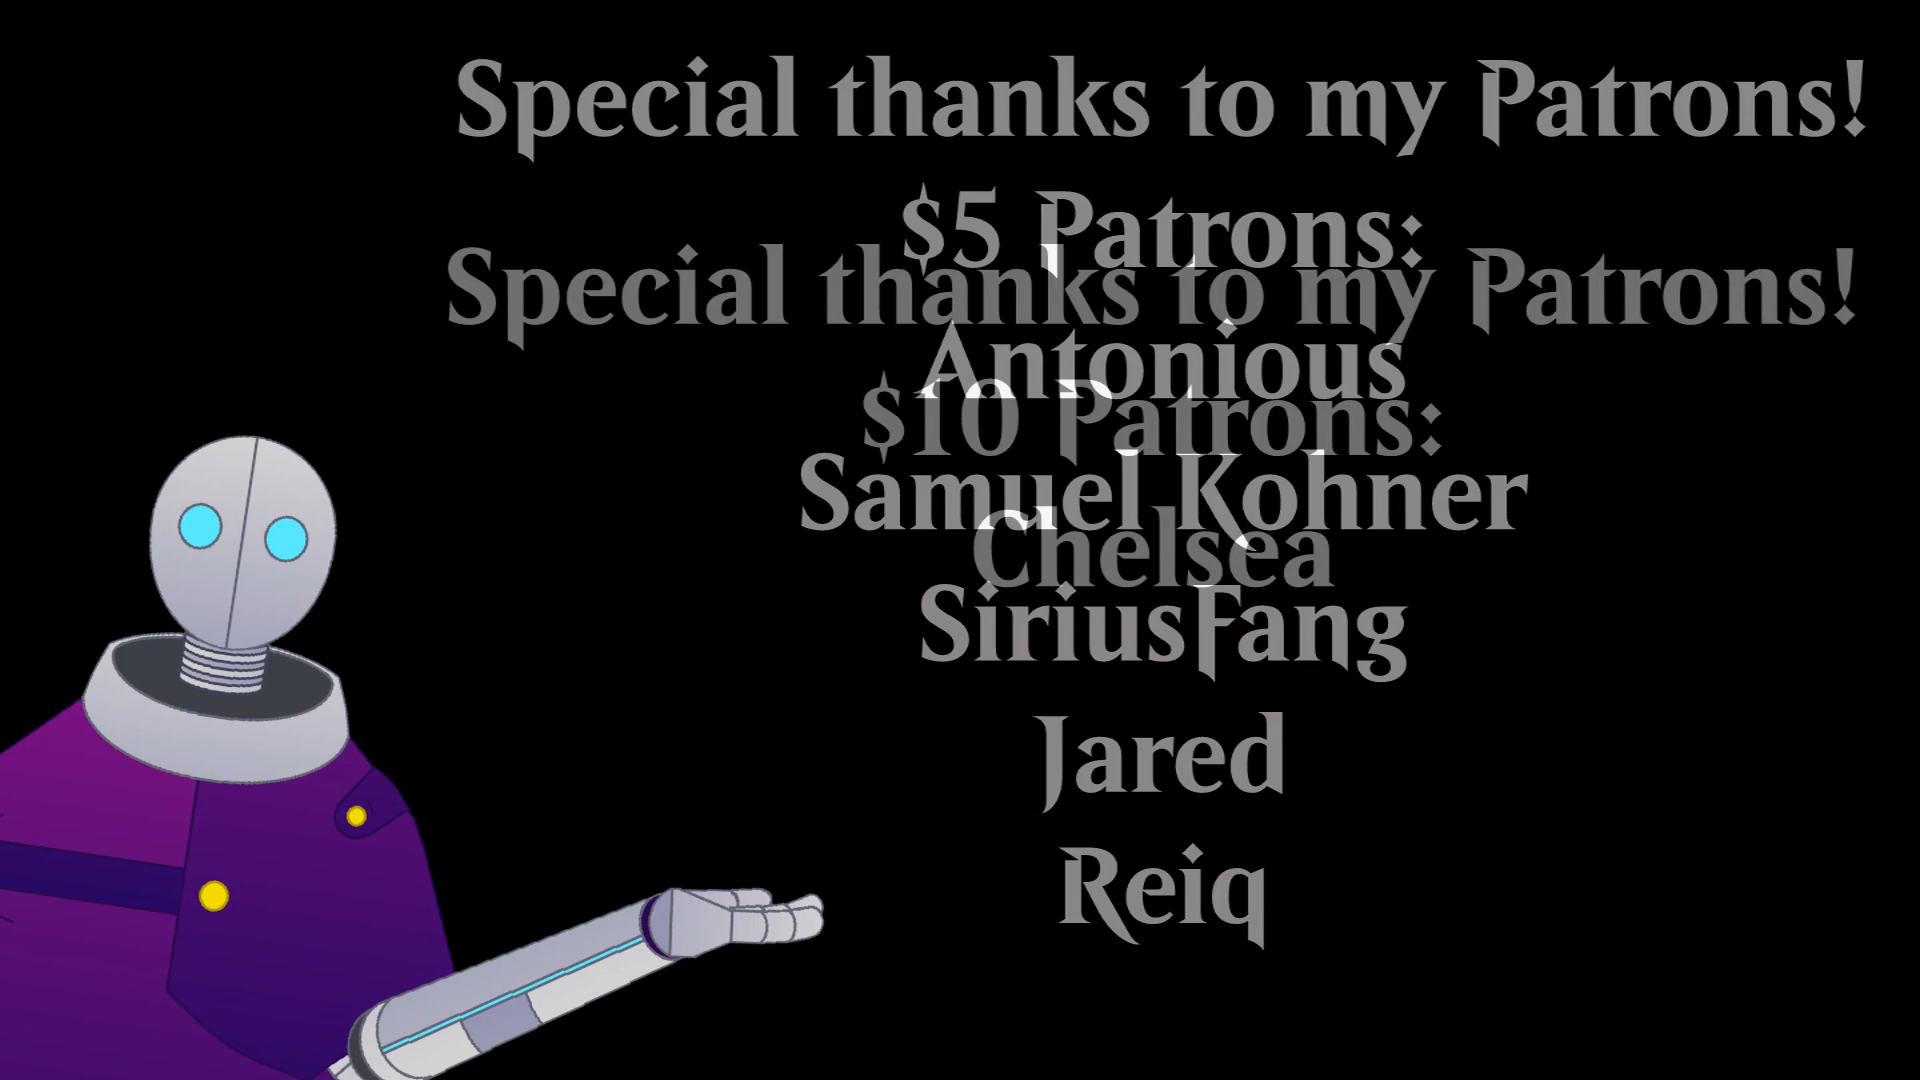 Special thanks to my Patrons!
$5 Patrons:
Special thanks to my Patrons!
Antonious
$10 Patrons:
Samuel Kohner
Chelsea
SiriusFang
Jared
Reiq